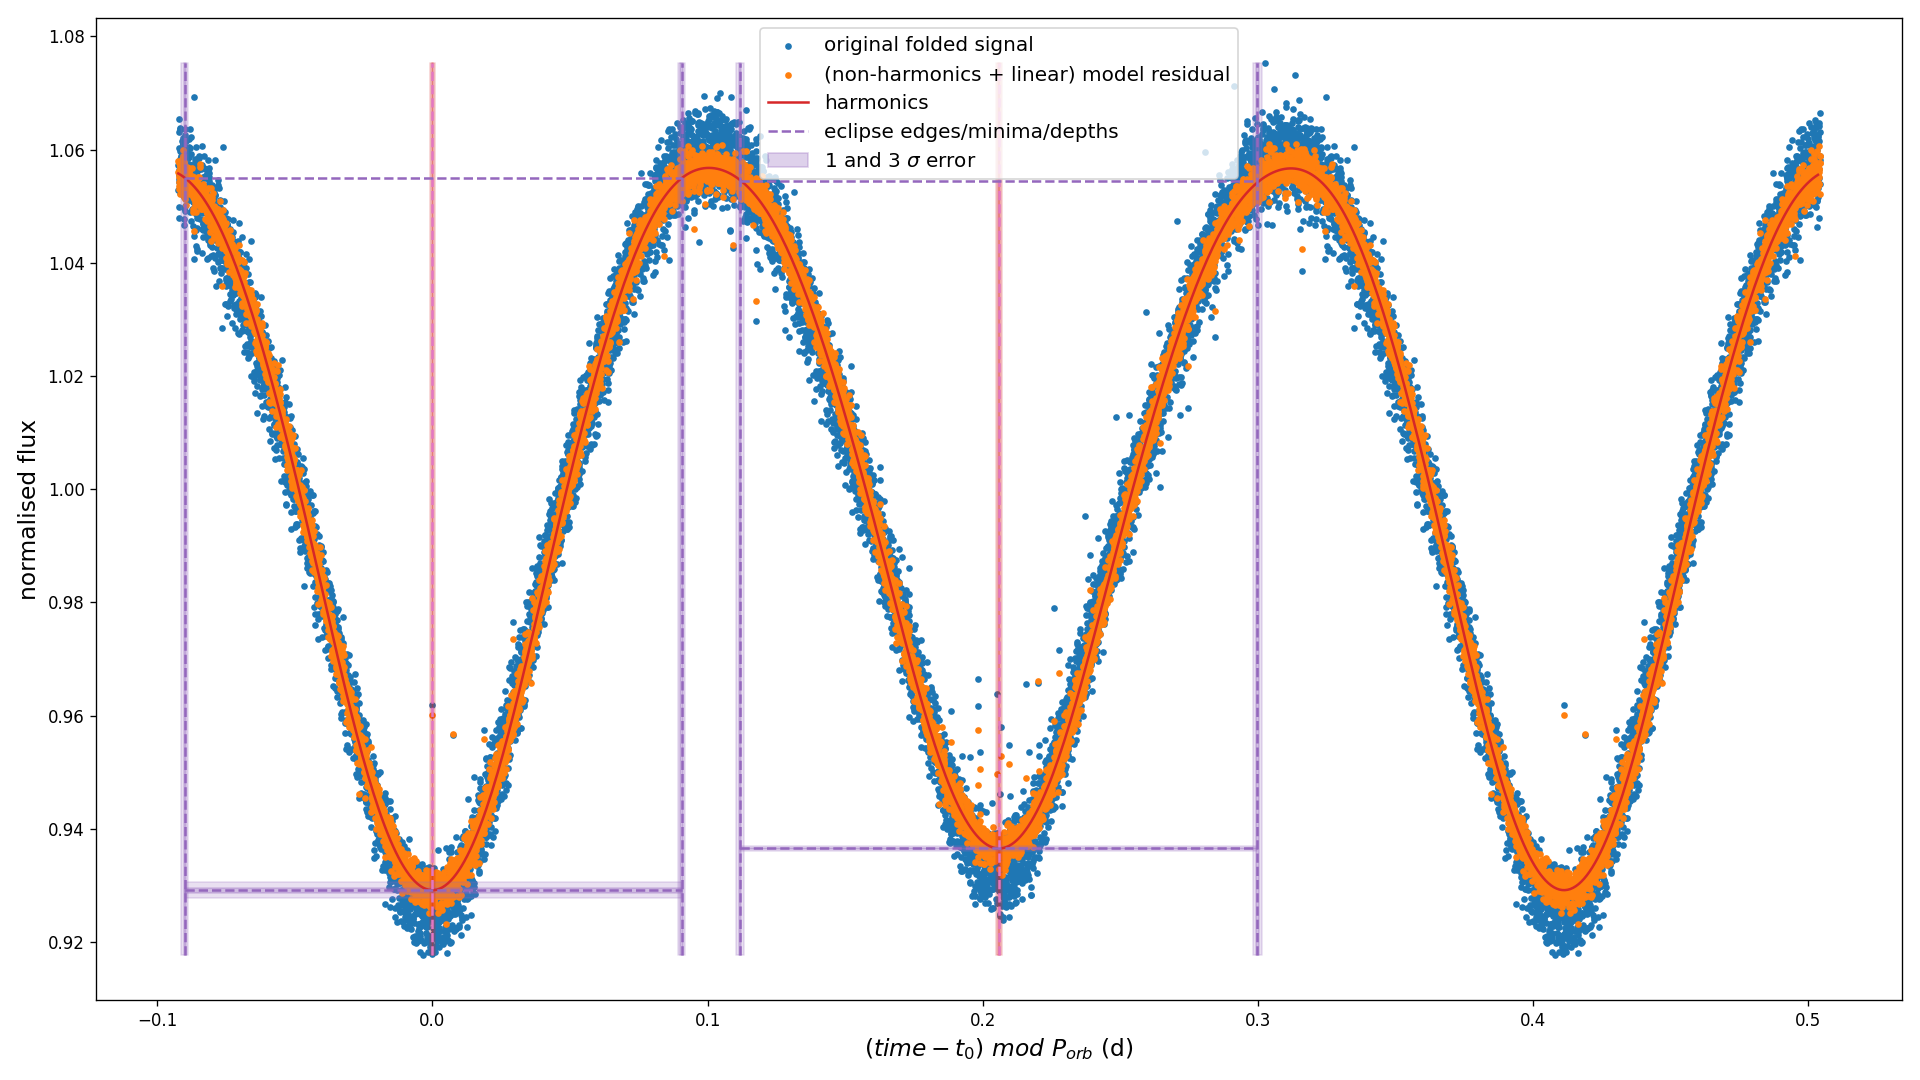 1.08
1.06
1.04
1.02
1.00
0.98
0.96
0.94
0.92
normalised flux
original folded signal
(non-harmonics + linear) model residual
harmonics
eclipse edges/minima/depths
1 and 3 σ error
−0.1 0.0 0.1 0.2 0.3 0.4 0.5
(time − t₀) mod P_orb (d)